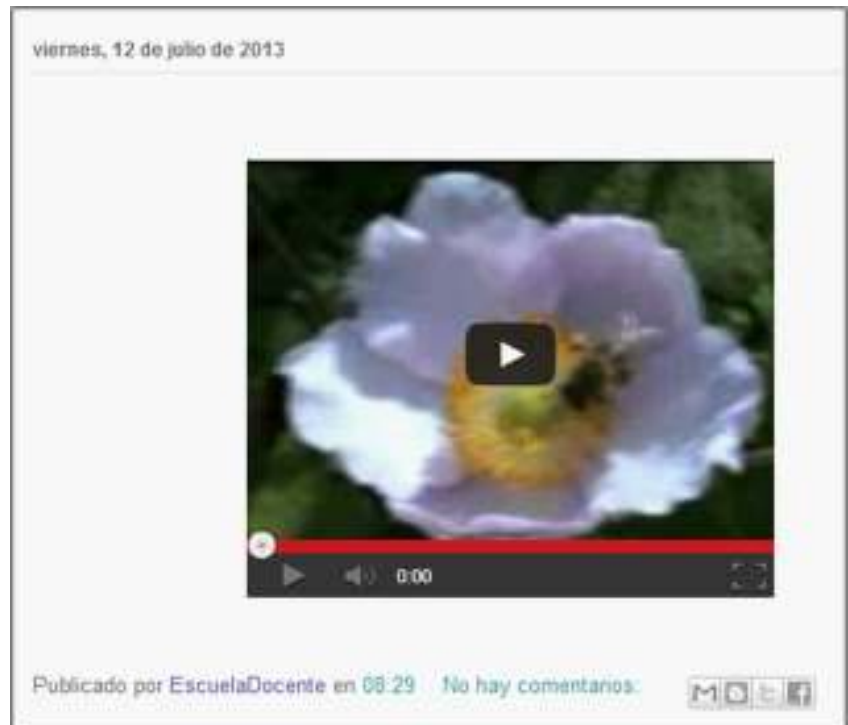 viernes, 12 de julio de 2013
0:00
Publicado por EscuelaDocente en 08:29 No hay comentarios: